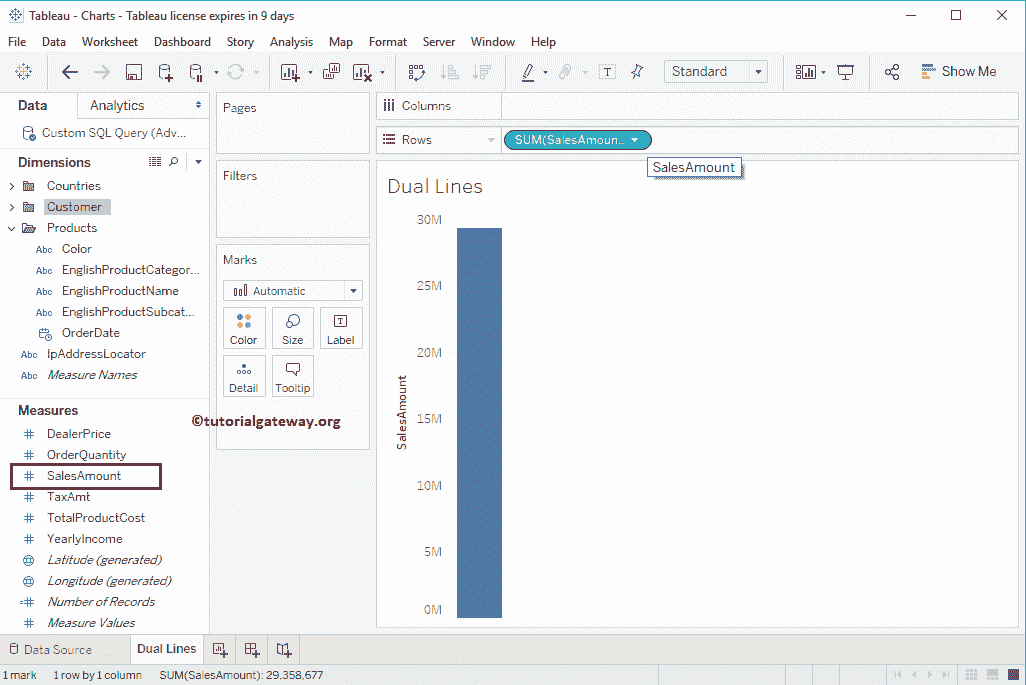 Tableau - Charts - Tableau license expires in 9 days
File Data Worksheet Dashboard Story Analysis Map Format Server Window Help
Standard
Show Me
Data
Analytics
Custom SQL Query (Adv...
Dimensions
Countries
Customer
Products
Abc Color
Abc EnglishProductCategor...
Abc EnglishProductName
Abc EnglishProductSubcat...
OrderDate
Abc IpAddressLocator
Abc Measure Names
Measures
# DealerPrice
# OrderQuantity
# SalesAmount
# TaxAmt
# TotalProductCost
# YearlyIncome
Latitude (generated)
Longitude (generated)
=# Number of Records
# Measure Values
Pages
Filters
Marks
Automatic
Color
Size
Label
Detail
Tooltip
©tutorialgateway.org
Columns
Rows
SUM(SalesAmoun..
SalesAmount
Dual Lines
30M
25M
20M
15M
10M
5M
0M
SalesAmount
Data Source
Dual Lines
1 mark 1 row by 1 column SUM(SalesAmount): 29,358,677